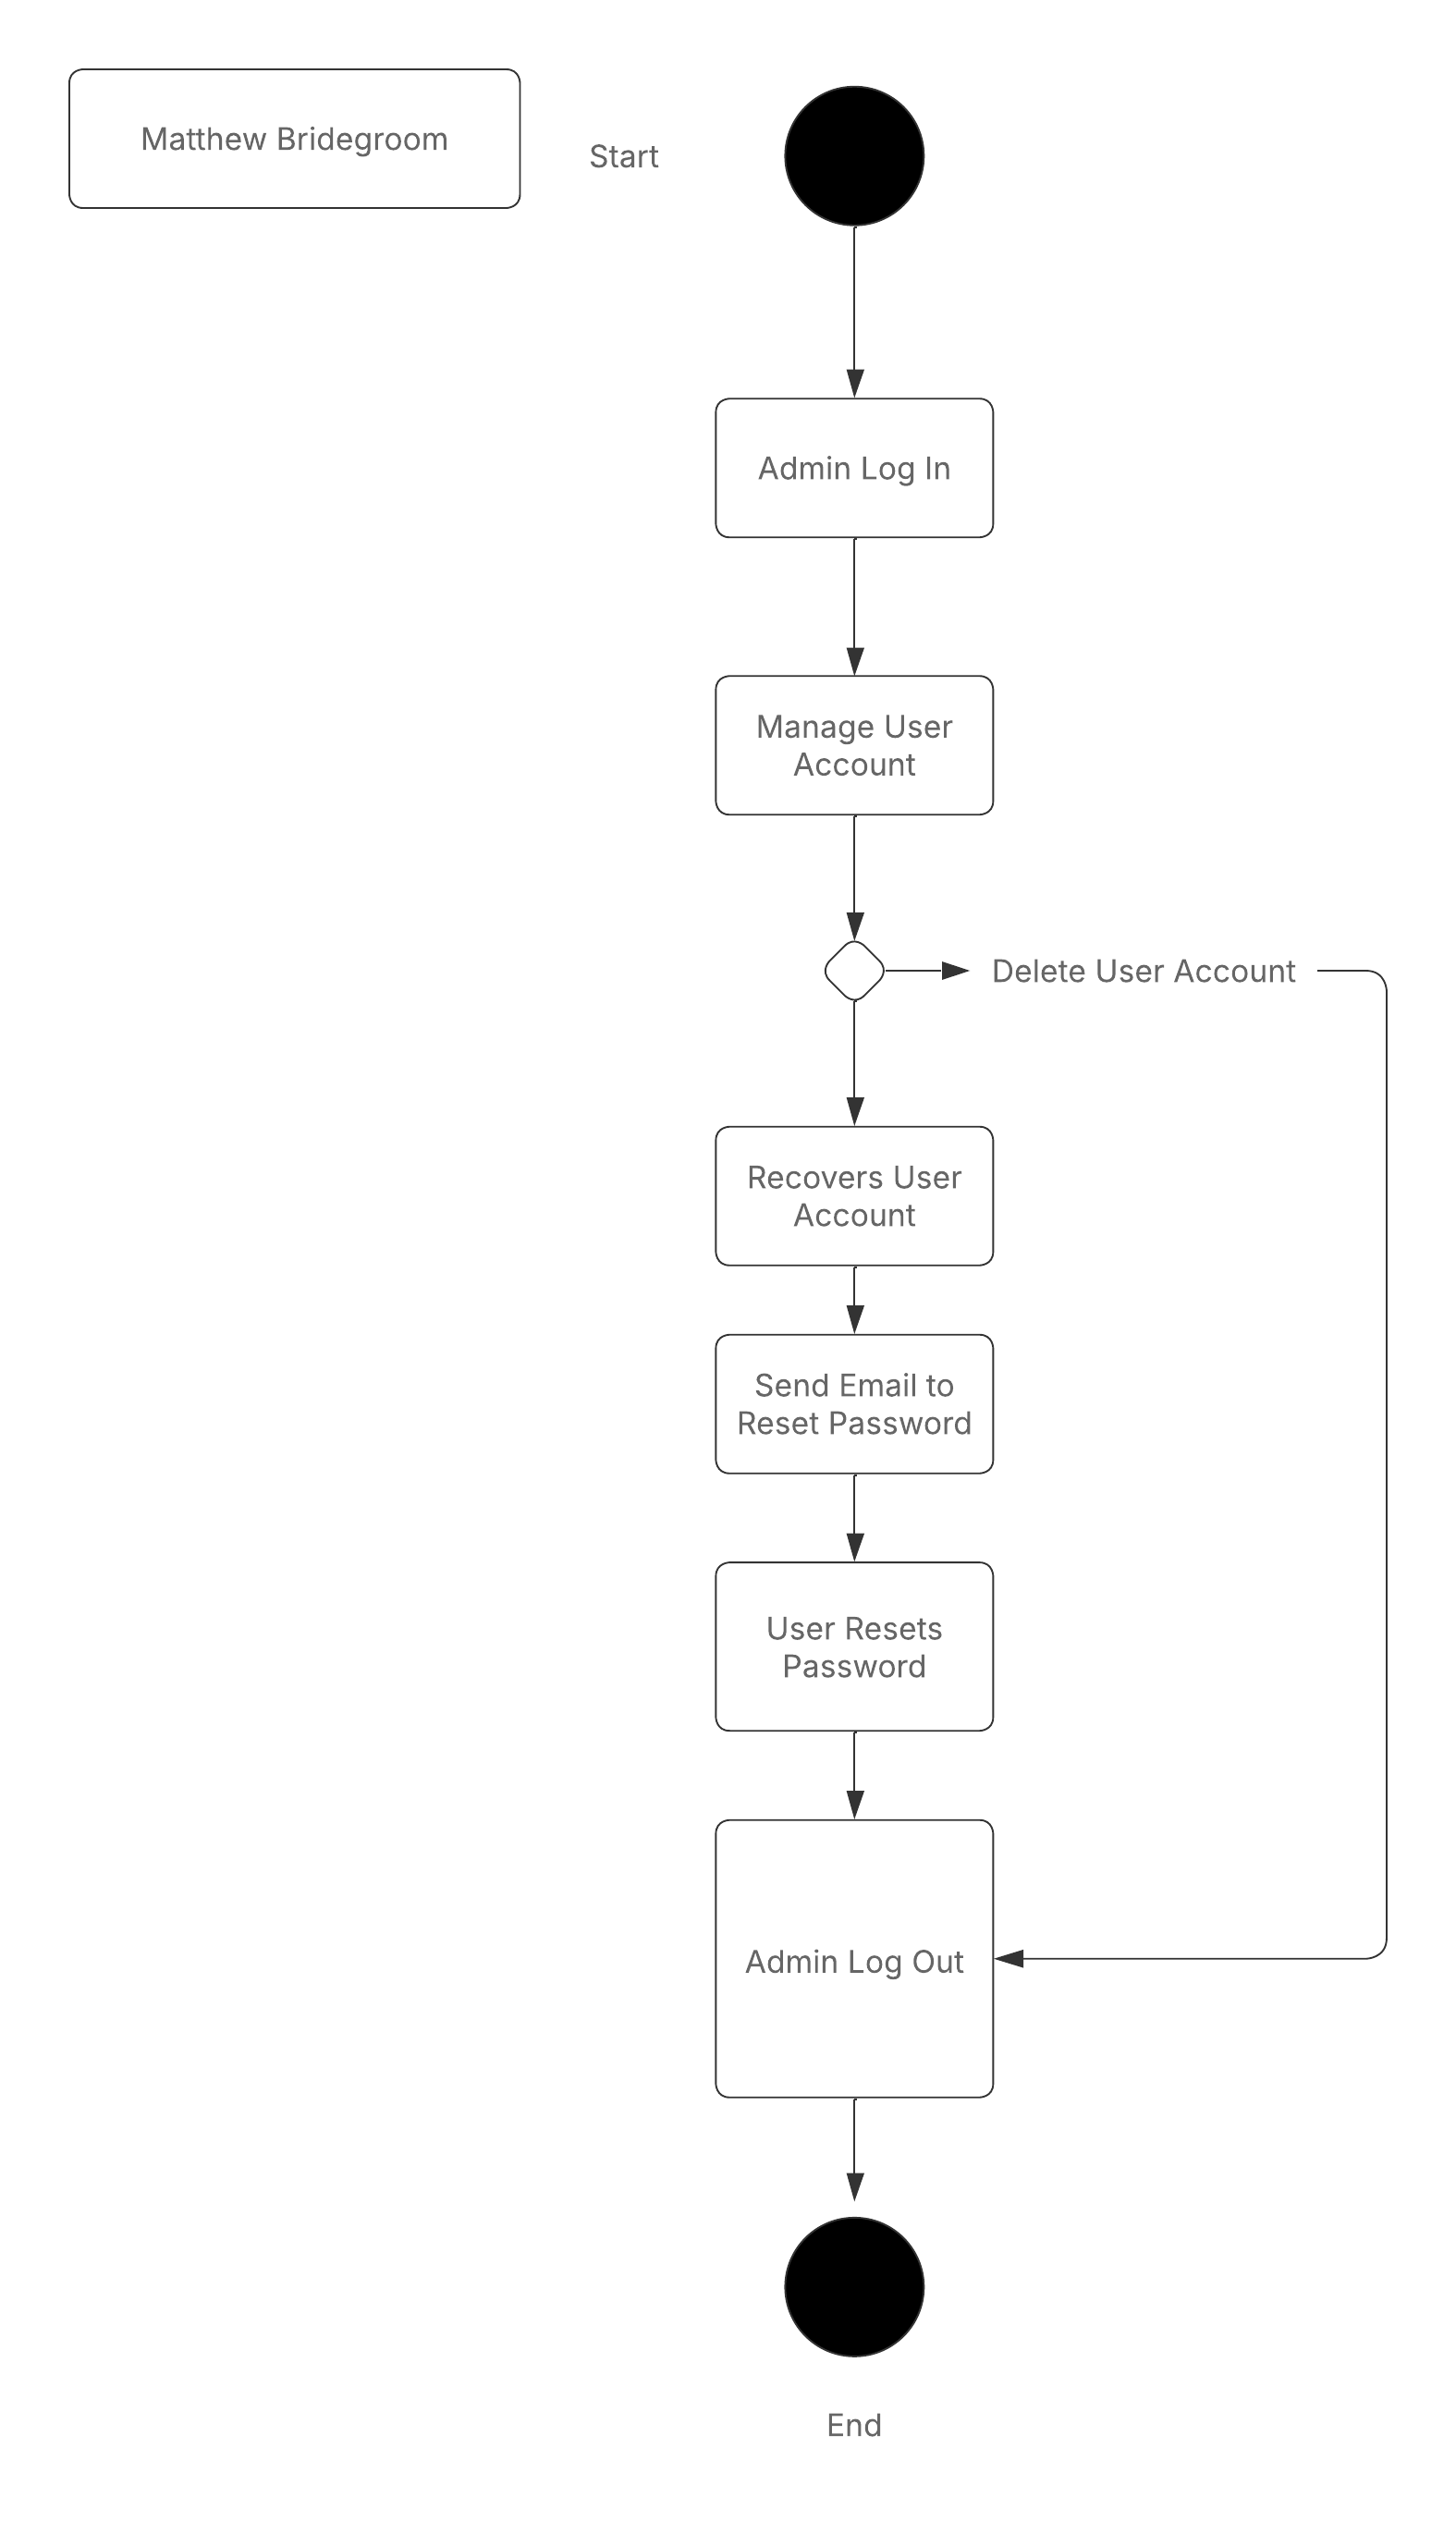 Matthew Bridegroom
Start
Admin Log In
Manage User
Account
Delete User Account
Recovers User
Account
Send Email to
Reset Password
User Resets
Password
Admin Log Out
End